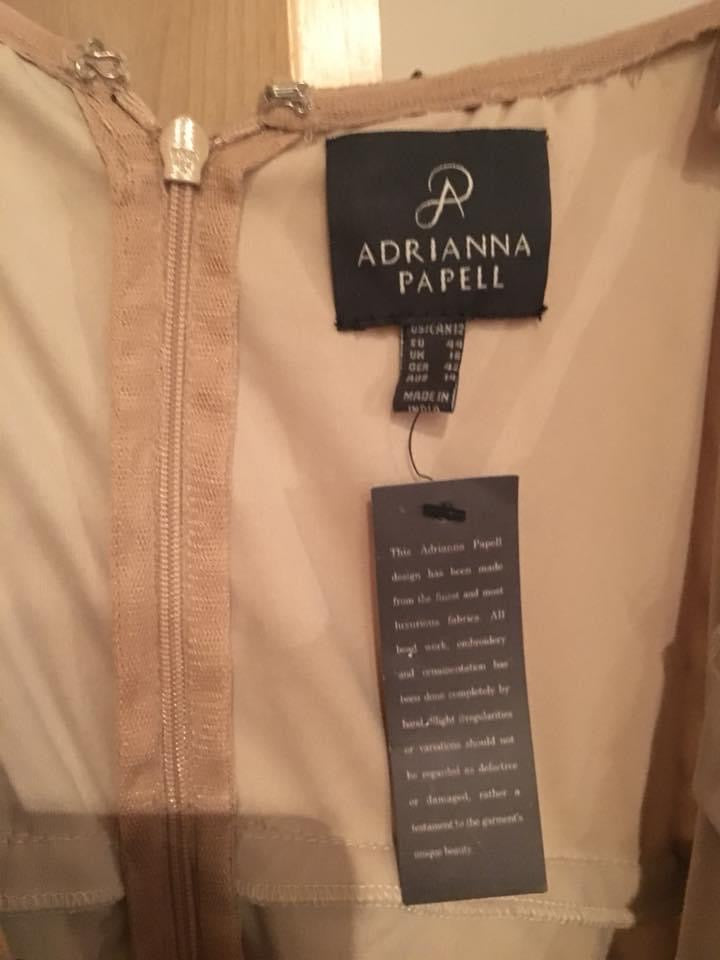 ADRIANNA
PAPELL
US/CAN 12
EU 44
UK 16
GER 42
AUS 14
MADE IN
INDIA
This Adrianna Papell
design has been made
from the finest and most
luxurious fabrics. All
bead work, embroidery
and ornamentation has
been done completely by
hand. Slight irregularities
or variations should not
be regarded as defective
or damaged, rather a
testament to the garment's
unique beauty.